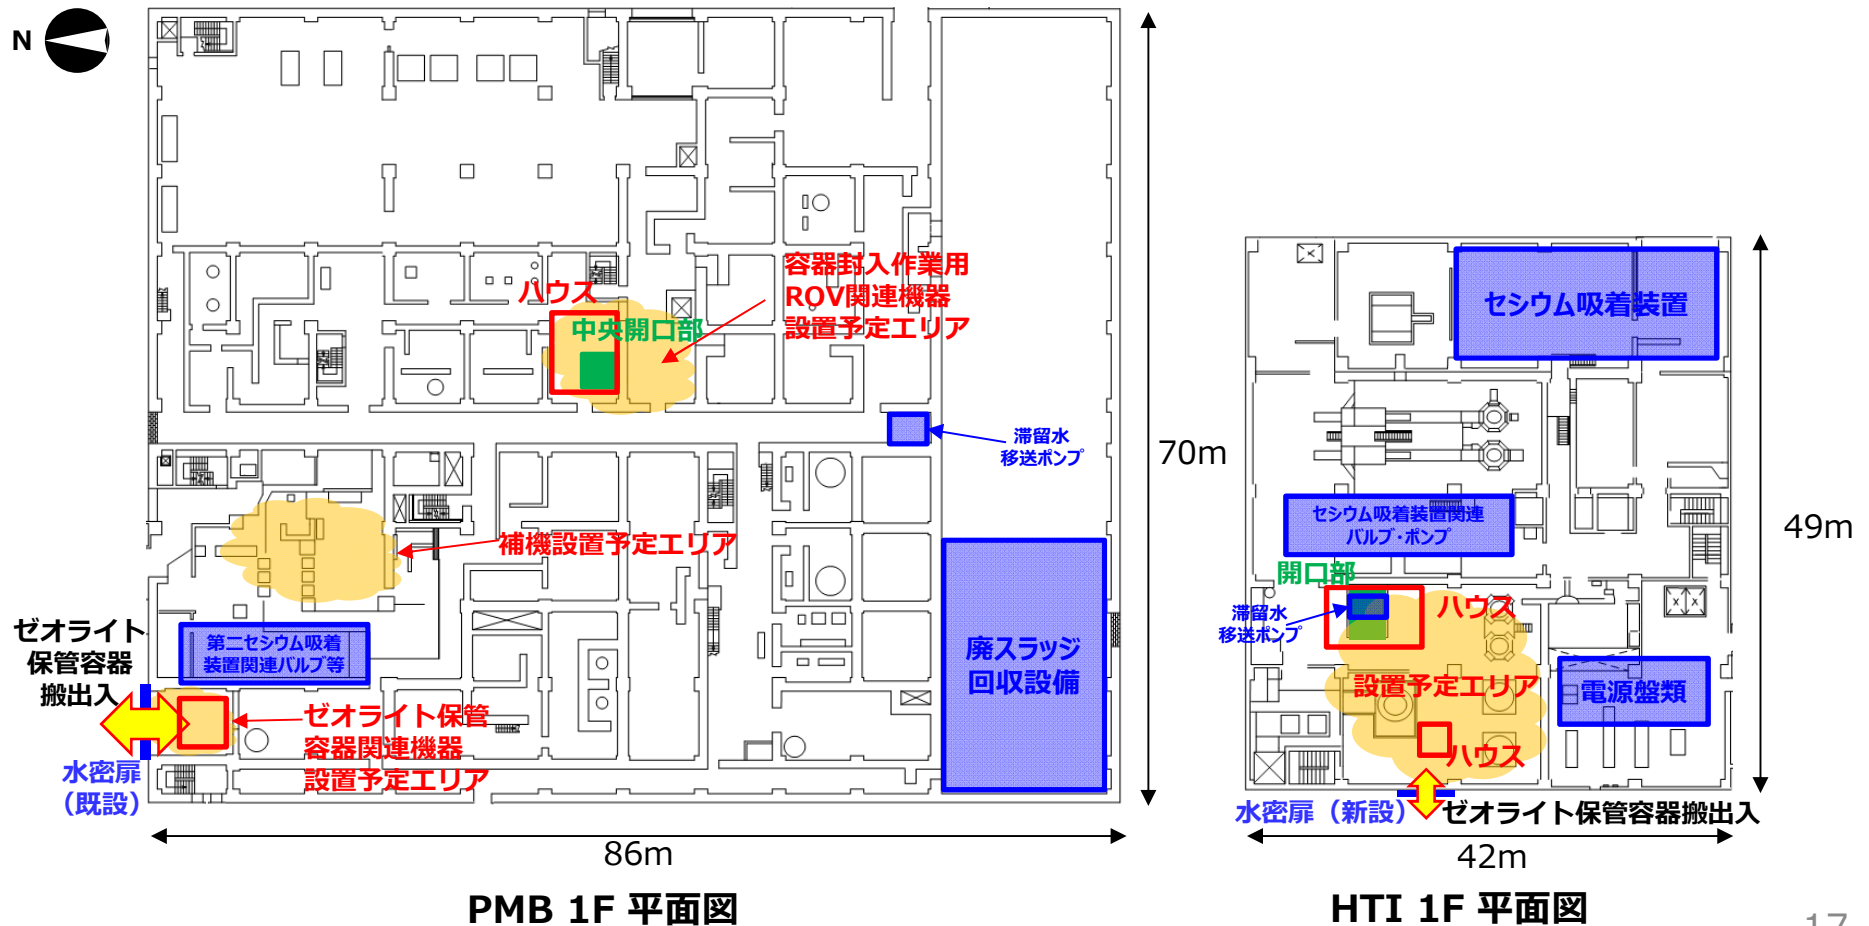 N
容器封入作業用
ROV関連機器
設置予定エリア
ハウス
中央開口部
滞留水
移送ポンプ
70m
補機設置予定エリア
ゼオライト
保管容器
搬出入
第二セシウム吸着
装置関連バルブ等
廃スラッジ
回収設備
ゼオライト保管
容器関連機器
設置予定エリア
水密扉
（既設）
86m
PMB 1F 平面図
セシウム吸着装置
セシウム吸着装置関連
バルブ・ポンプ
49m
開口部
ハウス
滞留水
移送ポンプ
設置予定エリア
電源盤類
ハウス
水密扉（新設）
ゼオライト保管容器搬出入
42m
HTI 1F 平面図
17